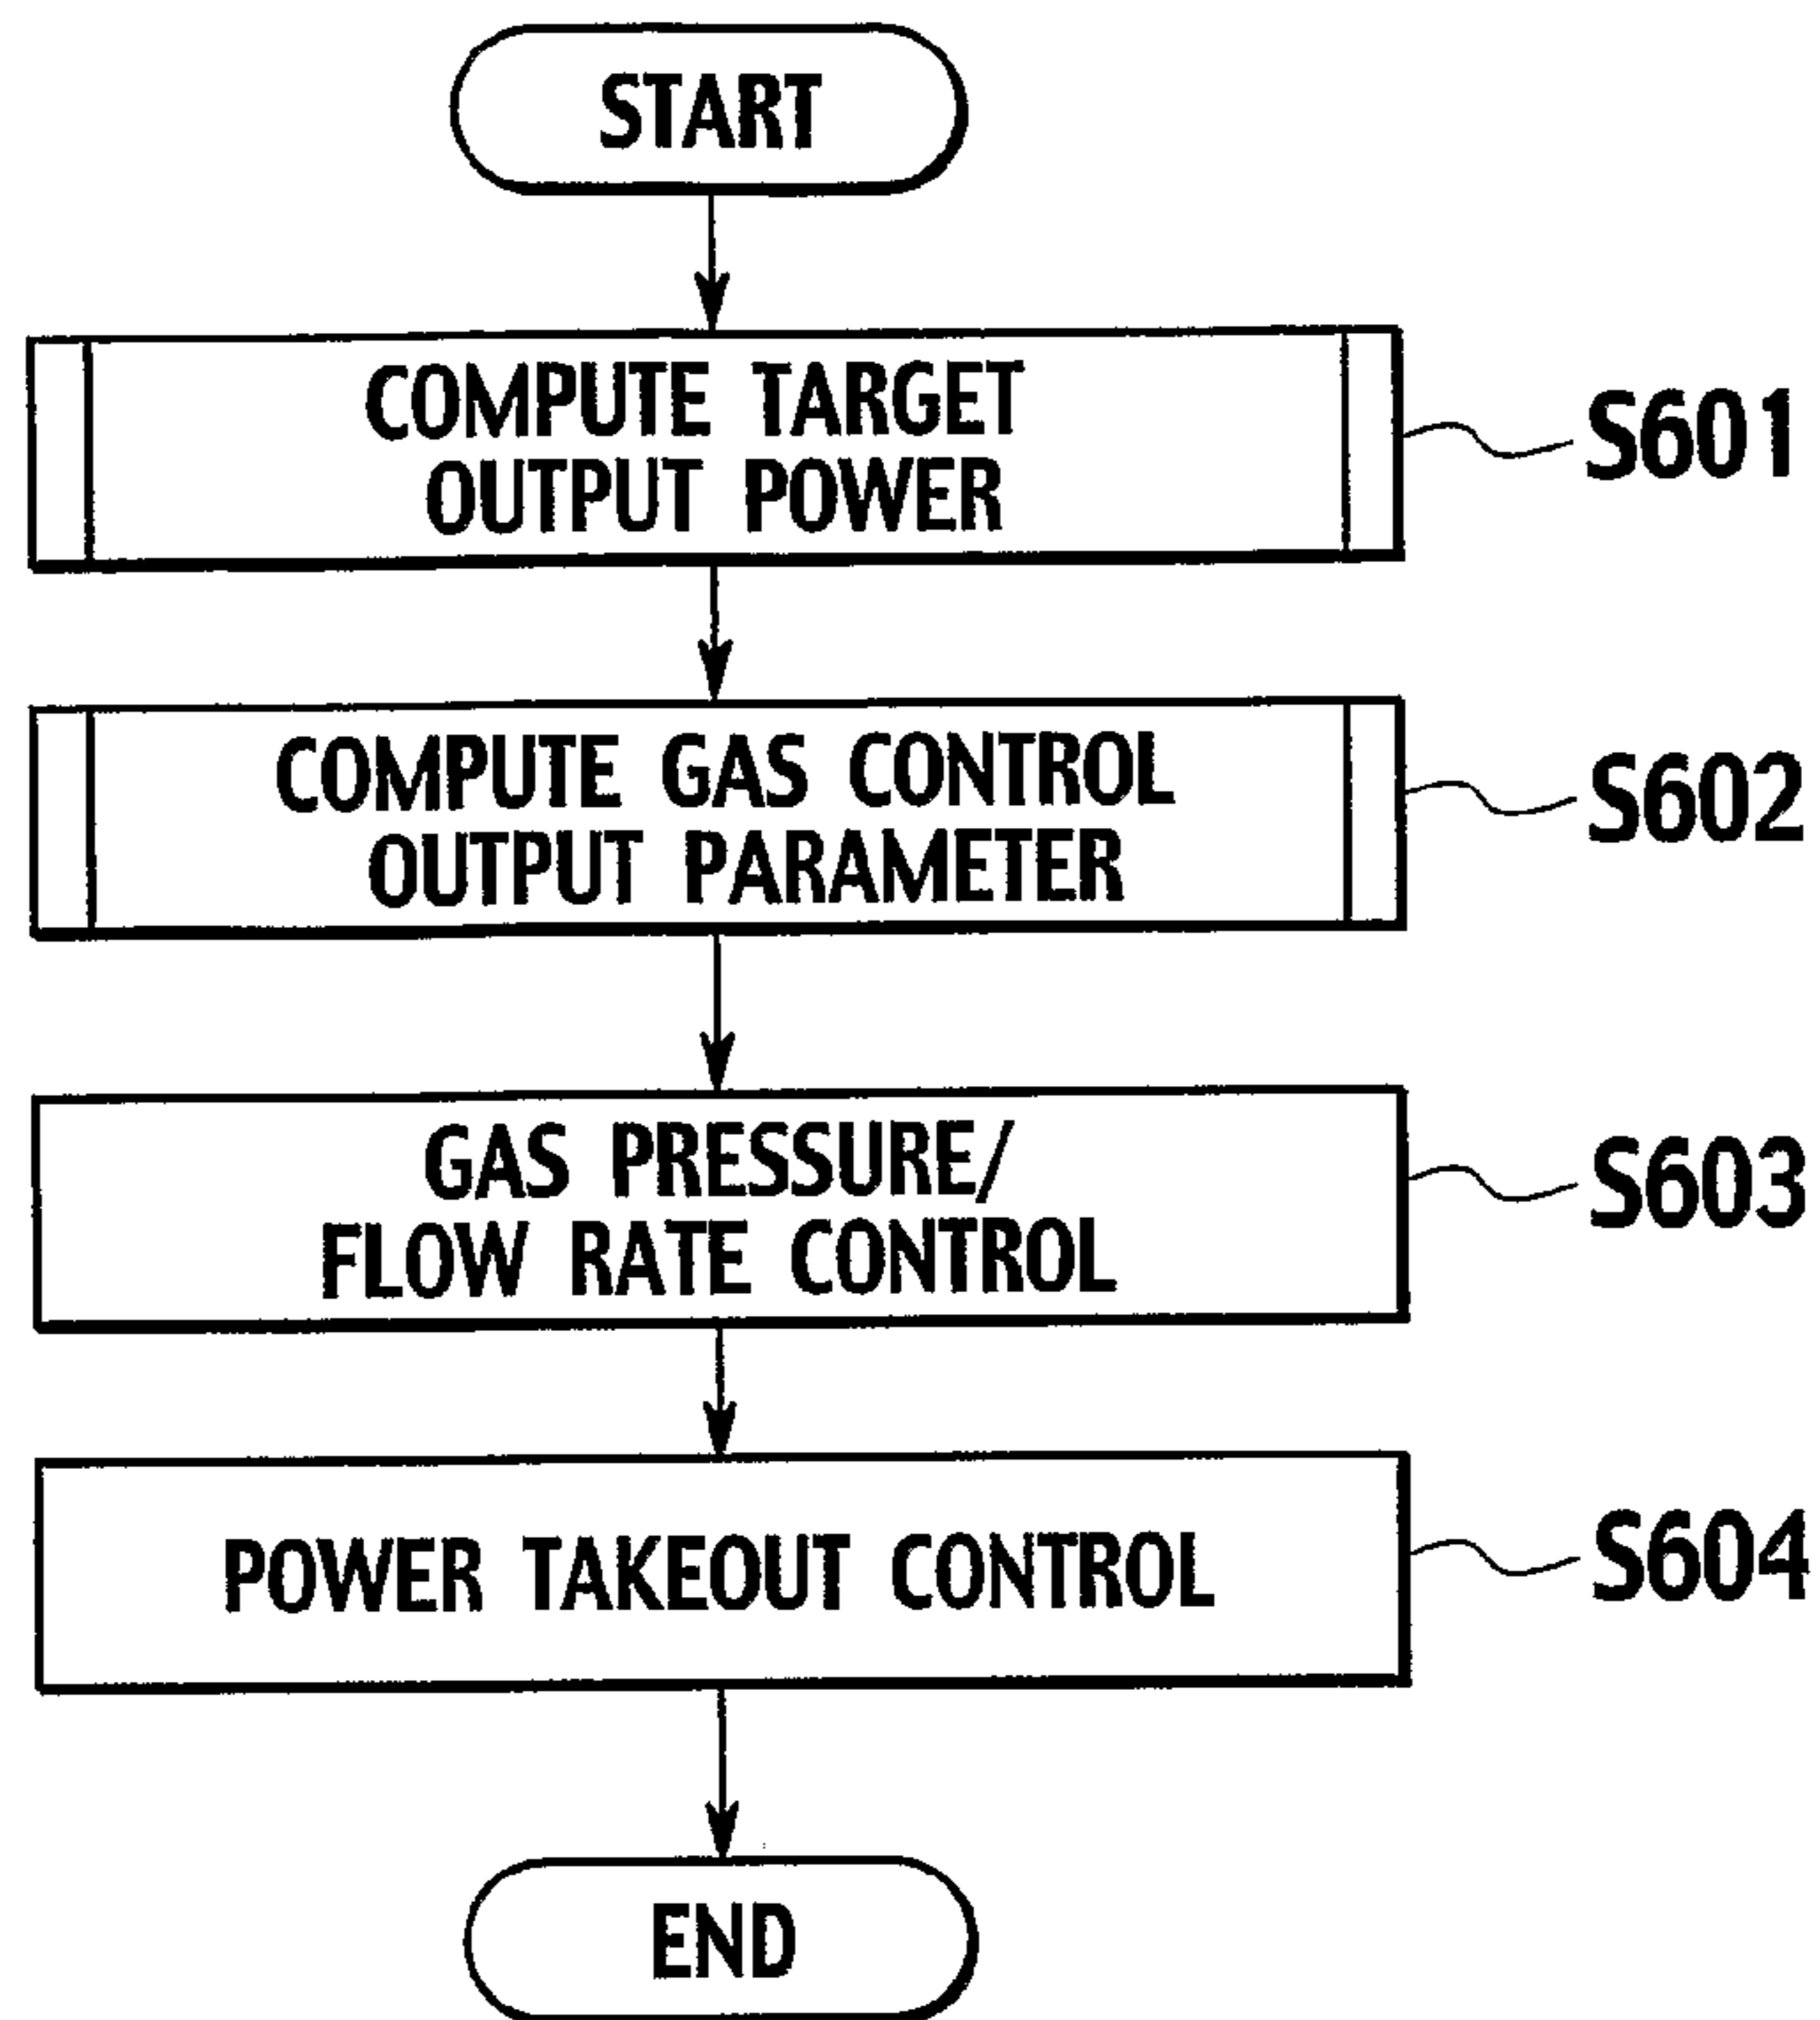 START
COMPUTE TARGET
OUTPUT POWER
S601
COMPUTE GAS CONTROL
OUTPUT PARAMETER
S602
GAS PRESSURE/
FLOW RATE CONTROL
S603
POWER TAKEOUT CONTROL
S604
END